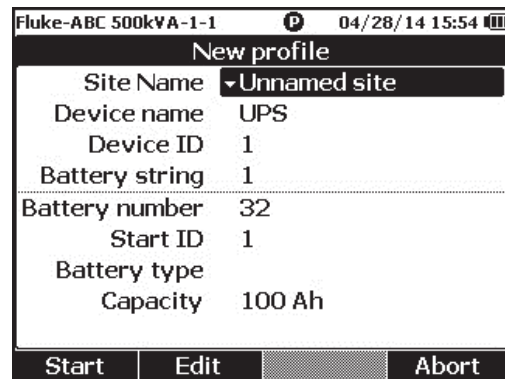 Fluke-ABC 500kVA-1-1 P 04/28/14 15:54
New profile
Site Name Unnamed site
Device name UPS
Device ID 1
Battery string 1
Battery number 32
Start ID 1
Battery type
Capacity 100 Ah
Start Edit Abort